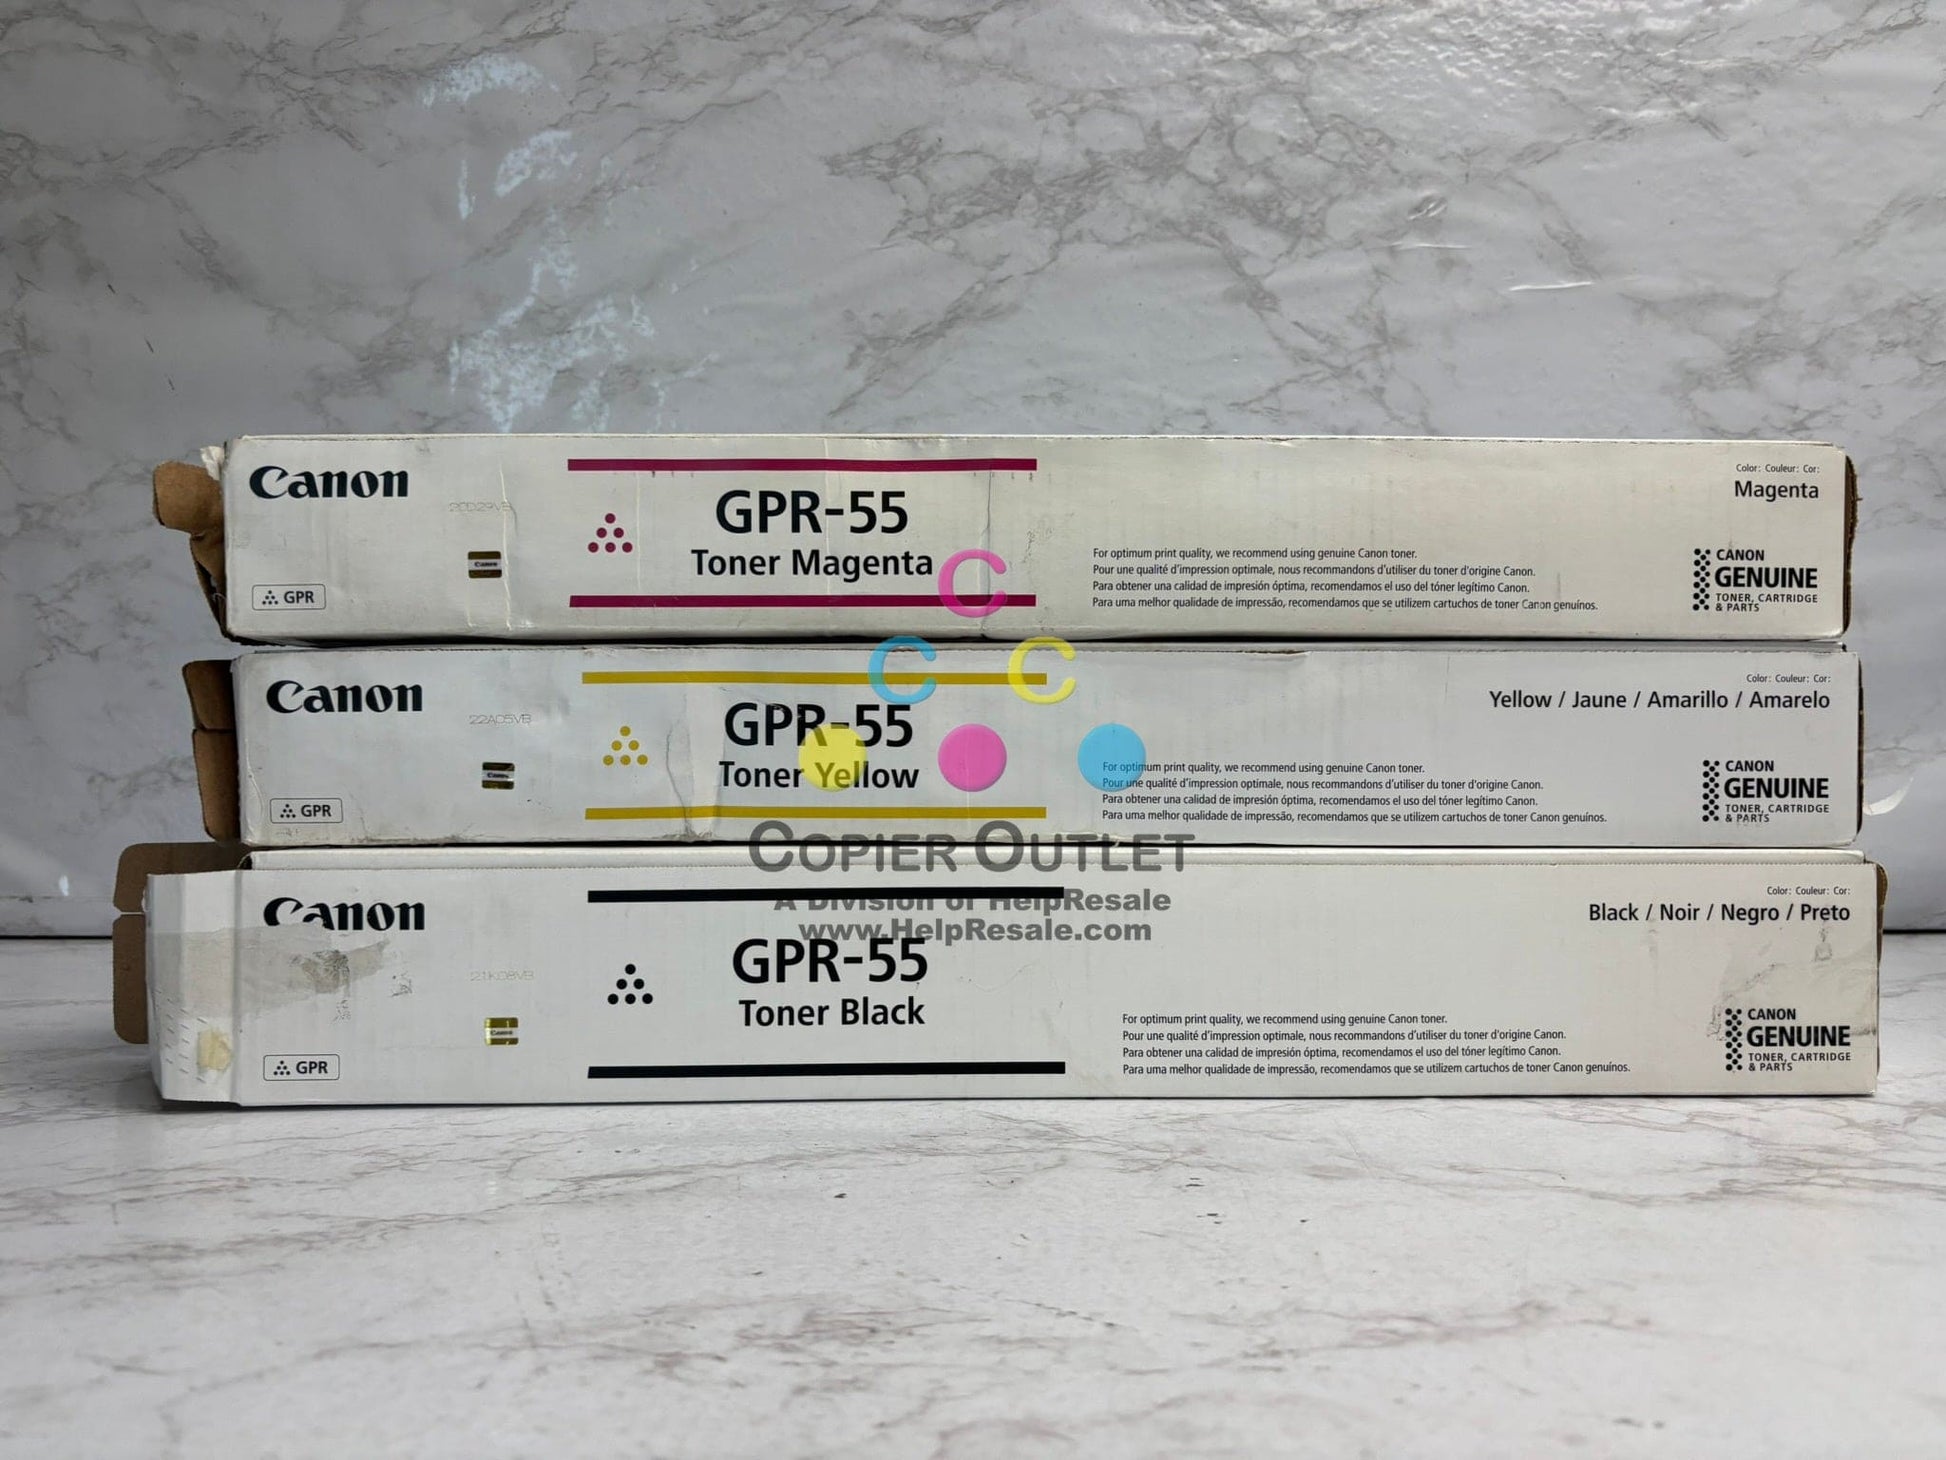 Canon
20D29VB
GPR
GPR-55
Toner Magenta
For optimum print quality, we recommend using genuine Canon toner.
Pour une qualité d'impression optimale, nous recommandons d'utiliser du toner d'origine Canon.
Para obtener una calidad de impresión óptima, recomendamos el uso del tóner legítimo Canon.
Para uma melhor qualidade de impressão, recomendamos que se utilizem cartuchos de toner Canon genuínos.
Color: Couleur: Cor:
Magenta
CANON
GENUINE
TONER, CARTRIDGE
& PARTS
Canon
22A05VB
Canon
GPR
GPR-55
Toner Yellow
For optimum print quality, we recommend using genuine Canon toner.
Pour une qualité d'impression optimale, nous recommandons d'utiliser du toner d'origine Canon.
Para obtener una calidad de impresión óptima, recomendamos el uso del tóner legítimo Canon.
Para uma melhor qualidade de impressão, recomendamos que se utilizem cartuchos de toner Canon genuínos.
Color: Couleur: Cor:
Yellow / Jaune / Amarillo / Amarelo
CANON
GENUINE
TONER, CARTRIDGE
& PARTS
COPIER OUTLET
A Division of HelpResale
www.HelpResale.com
Canon
21K08VB
Canon
GPR
GPR-55
Toner Black
For optimum print quality, we recommend using genuine Canon toner.
Pour une qualité d'impression optimale, nous recommandons d'utiliser du toner d'origine Canon.
Para obtener una calidad de impresión óptima, recomendamos el uso del tóner legítimo Canon.
Para uma melhor qualidade de impressão, recomendamos que se utilizem cartuchos de toner Canon genuínos.
Color: Couleur: Cor:
Black / Noir / Negro / Preto
CANON
GENUINE
TONER, CARTRIDGE
& PARTS